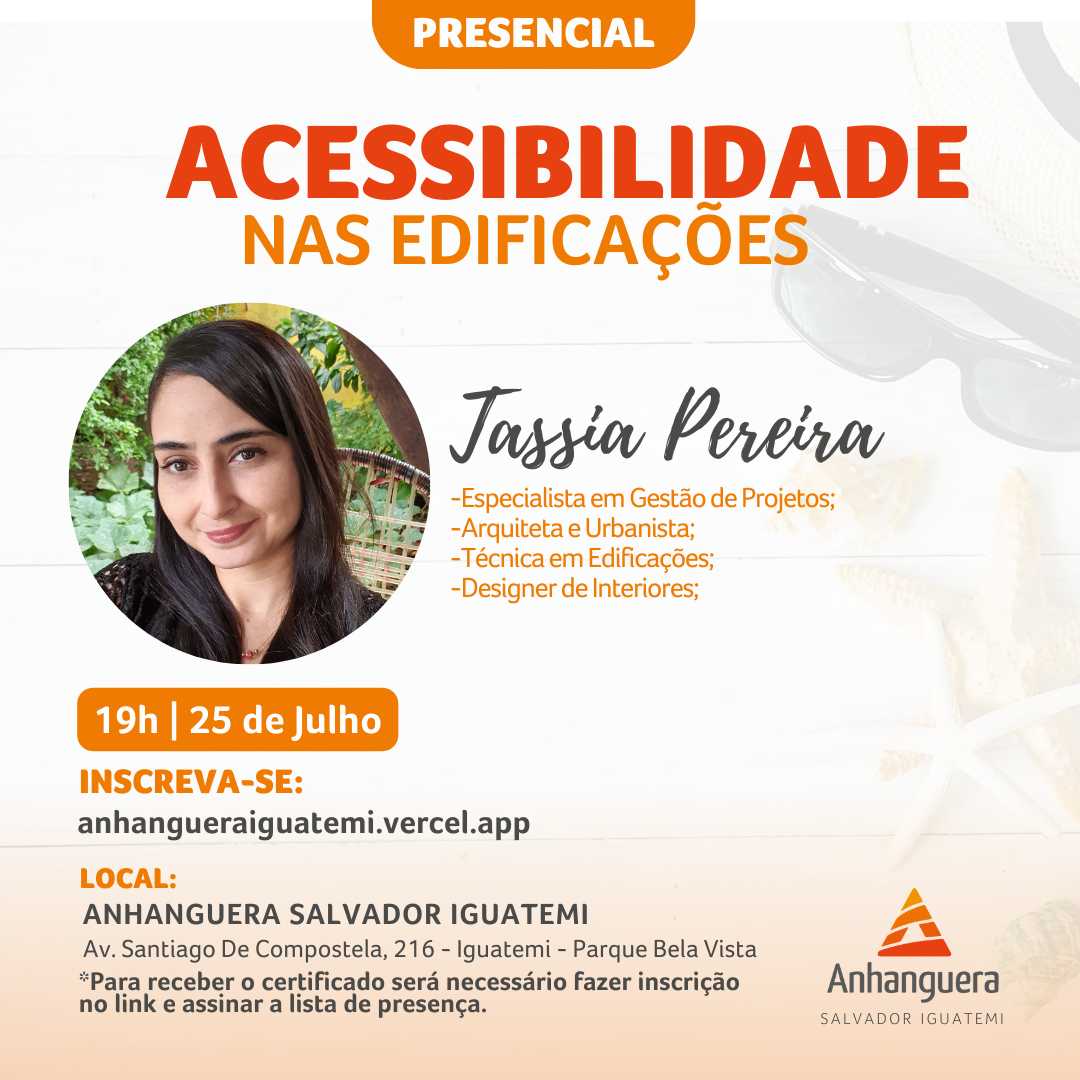 PRESENCIAL
ACESSIBILIDADE
NAS EDIFICAÇÕES
Tassia Pereira
-Especialista em Gestão de Projetos;
-Arquiteta e Urbanista;
-Técnica em Edificações;
-Designer de Interiores;
19h | 25 de Julho
INSCREVA-SE:
anhangueraiguatemi.vercel.app
LOCAL:
ANHANGUERA SALVADOR IGUATEMI
Av. Santiago De Compostela, 216 - Iguatemi - Parque Bela Vista
*Para receber o certificado será necessário fazer inscrição
no link e assinar a lista de presença.
Anhanguera
SALVADOR IGUATEMI